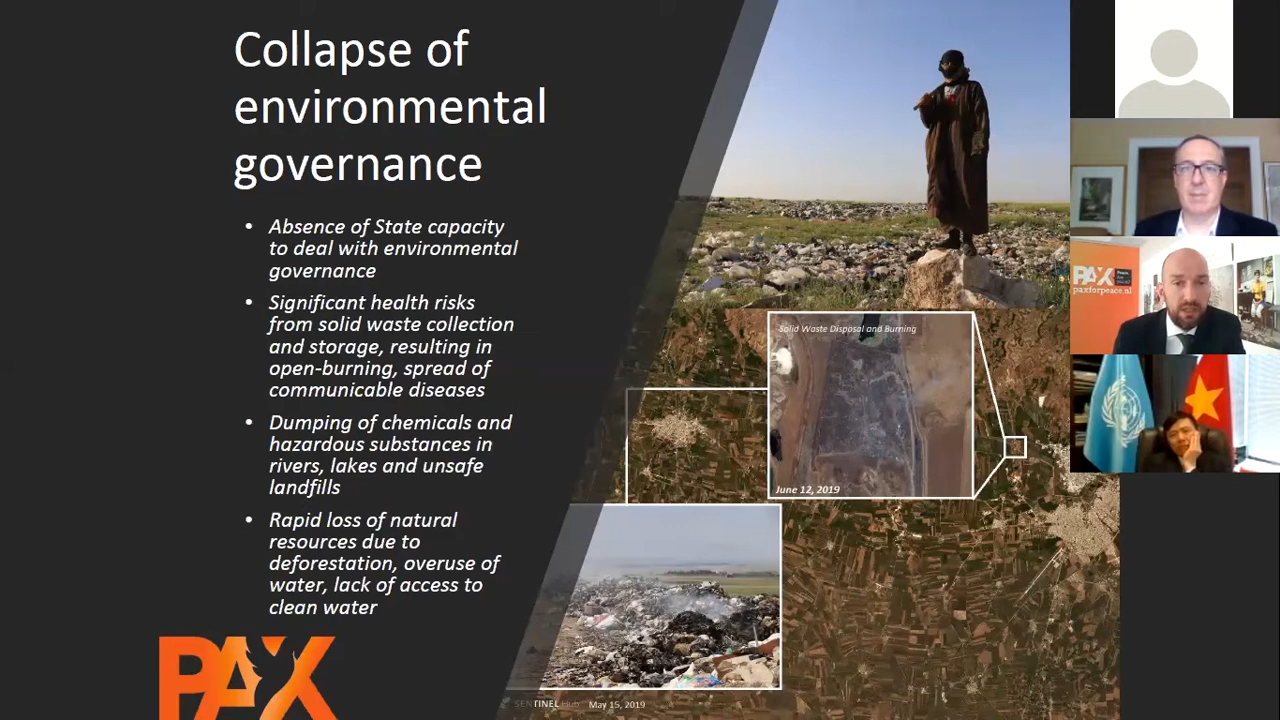 Collapse of
environmental
governance
• Absence of State capacity
to deal with environmental
governance
• Significant health risks
from solid waste collection
and storage, resulting in
open-burning, spread of
communicable diseases
• Dumping of chemicals and
hazardous substances in
rivers, lakes and unsafe
landfills
• Rapid loss of natural
resources due to
deforestation, overuse of
water, lack of access to
clean water
PAX
Solid Waste Disposal and Burning
June 12, 2019
SENTINEL Hub May 15, 2019
PAX
paxforpeace.nl